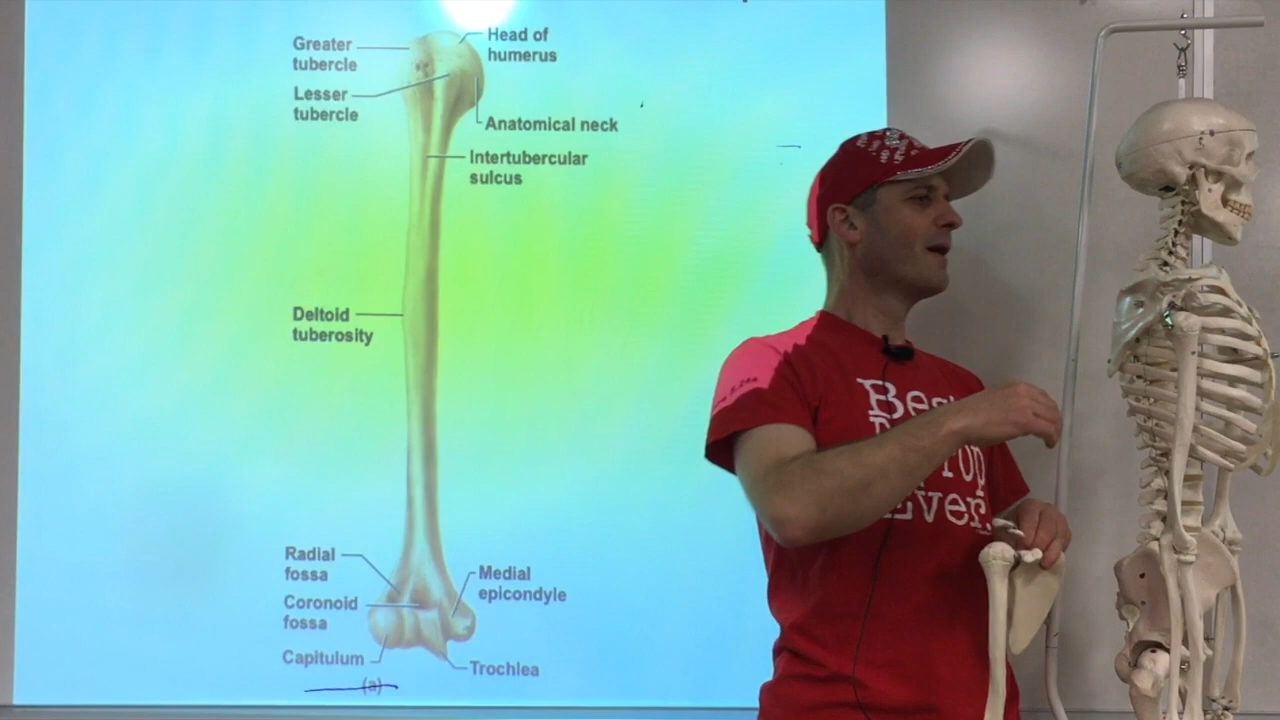 Greater
tubercle
Head of
humerus
Lesser
tubercle
Anatomical neck
Intertubercular
sulcus
Deltoid
tuberosity
Radial
fossa
Medial
epicondyle
Coronoid
fossa
Capitulum
Trochlea
(a)
Ever.